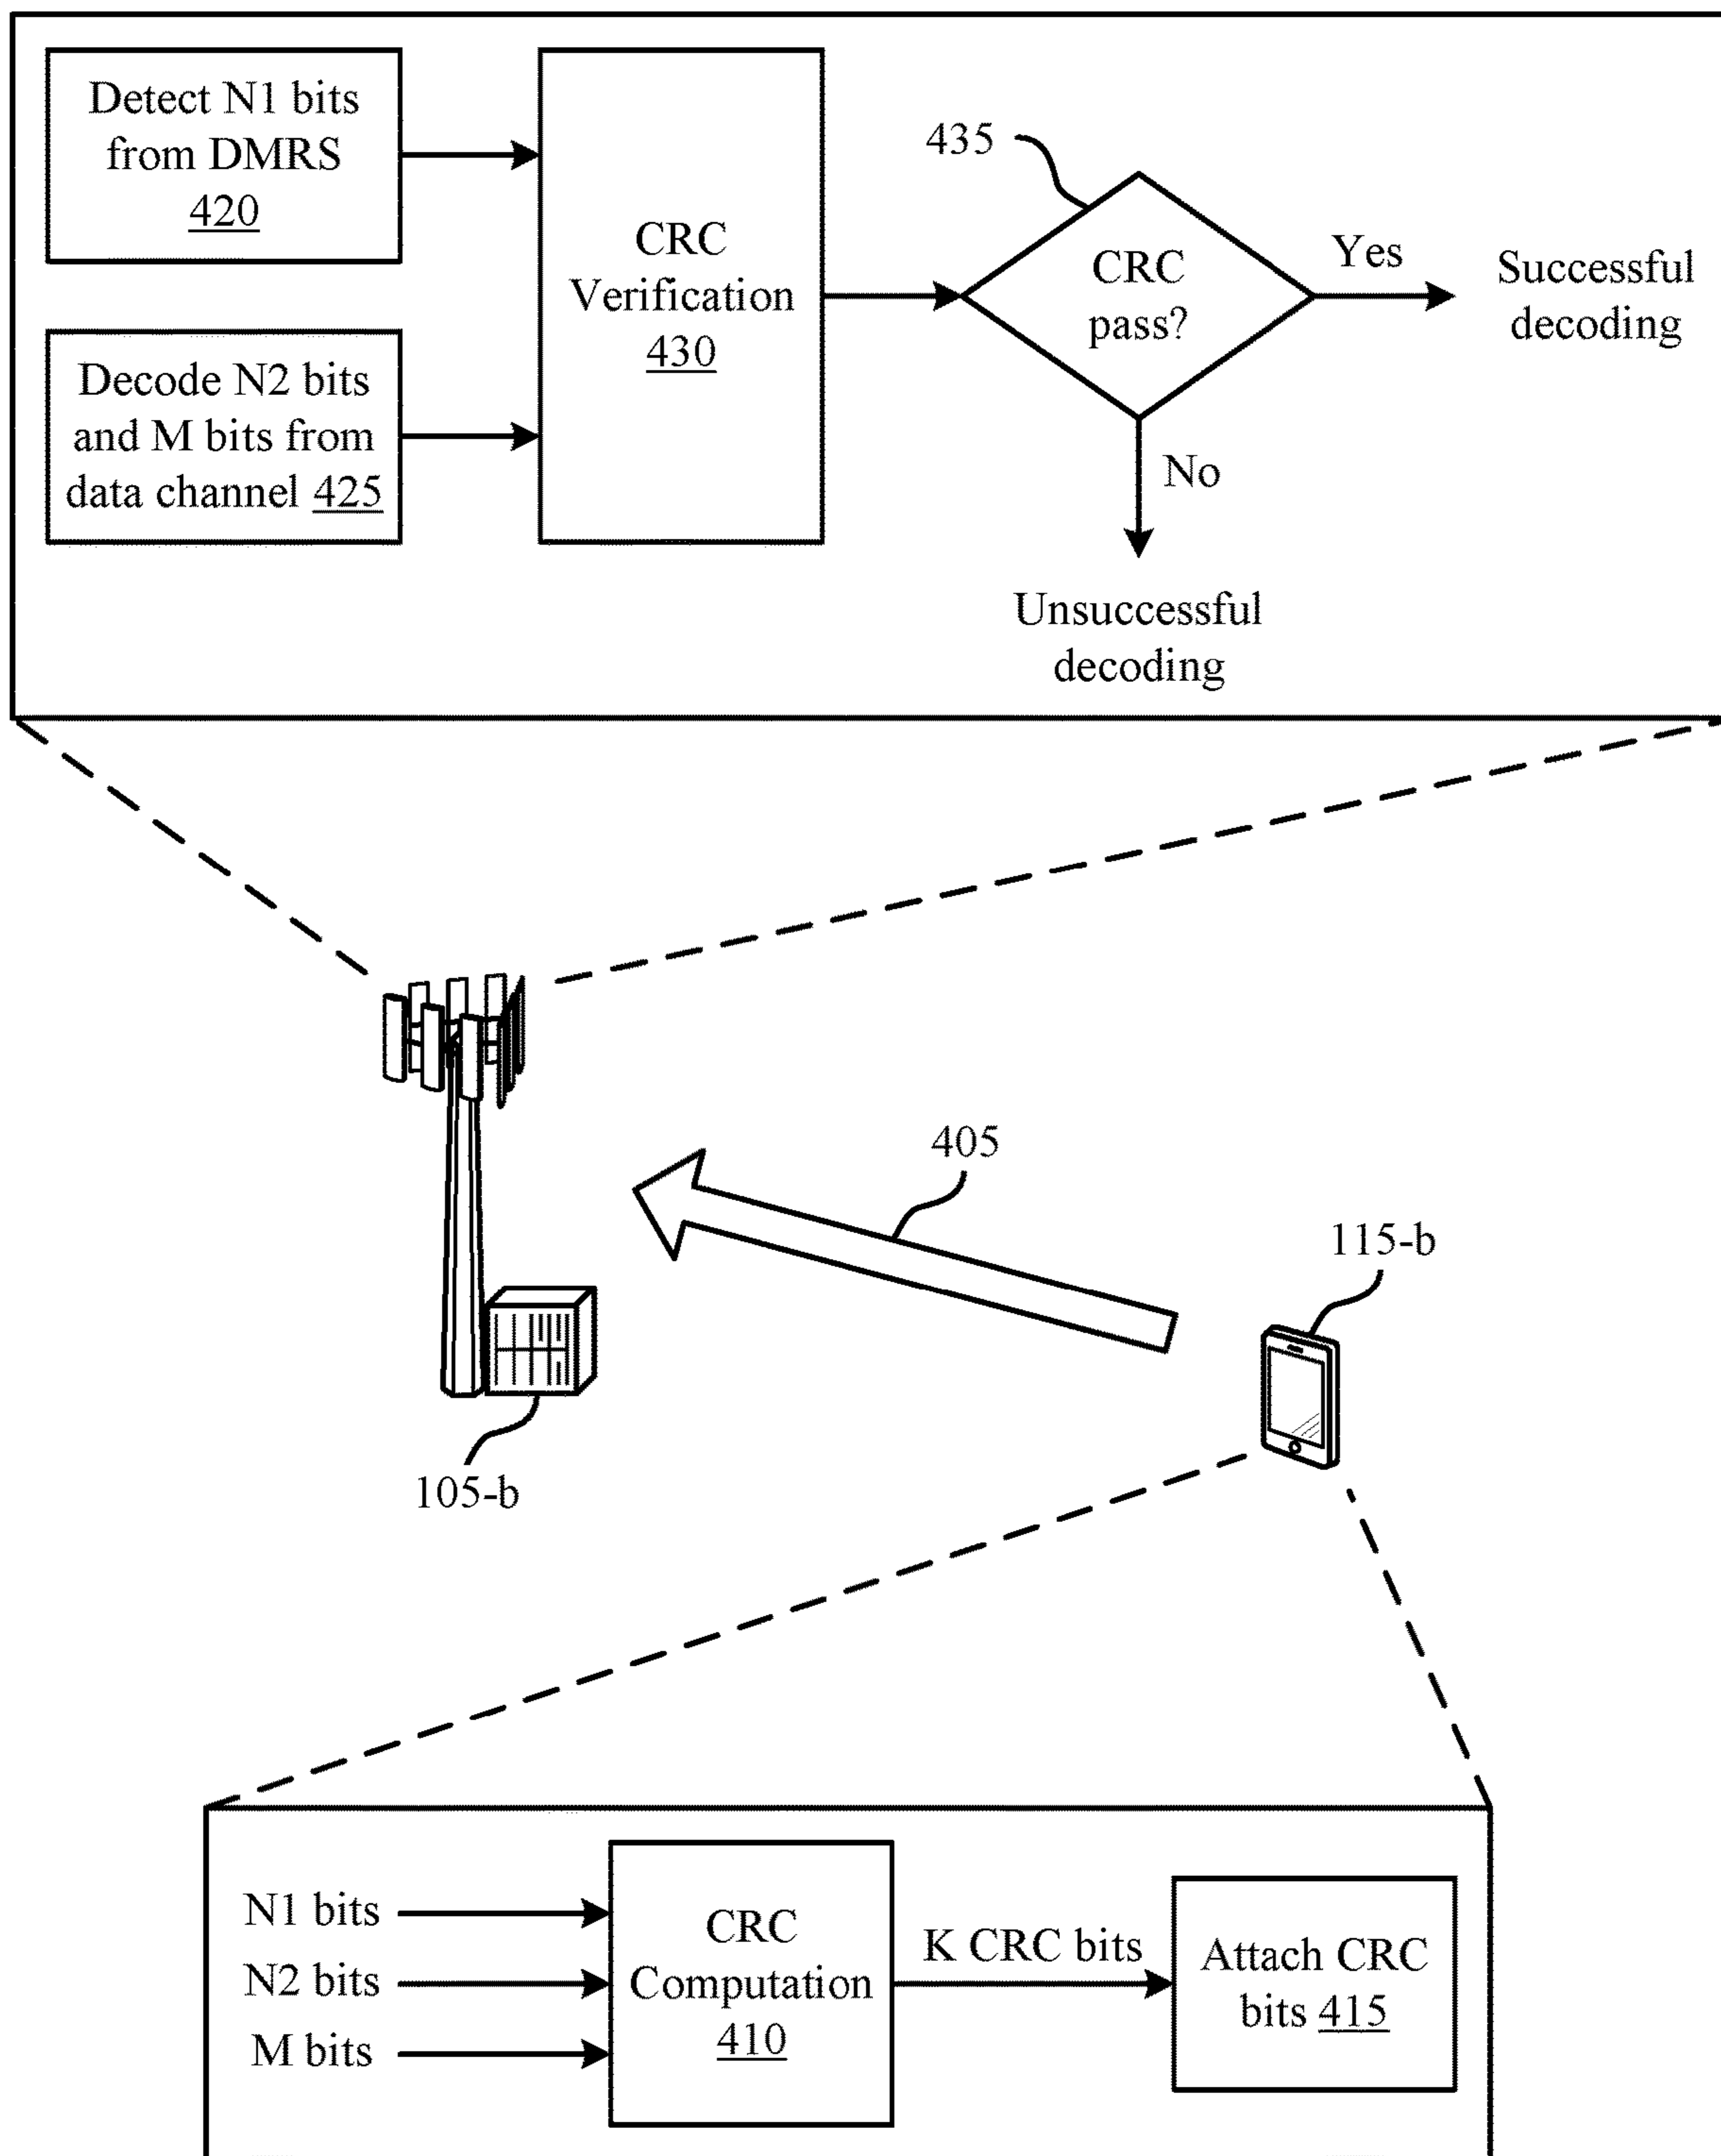 Detect N1 bits
from DMRS
420
Decode N2 bits
and M bits from
data channel 425
CRC
Verification
430
435
CRC
pass?
Yes
Successful
decoding
No
Unsuccessful
decoding
405
115-b
105-b
N1 bits
N2 bits
M bits
CRC
Computation
410
K CRC bits
Attach CRC
bits 415